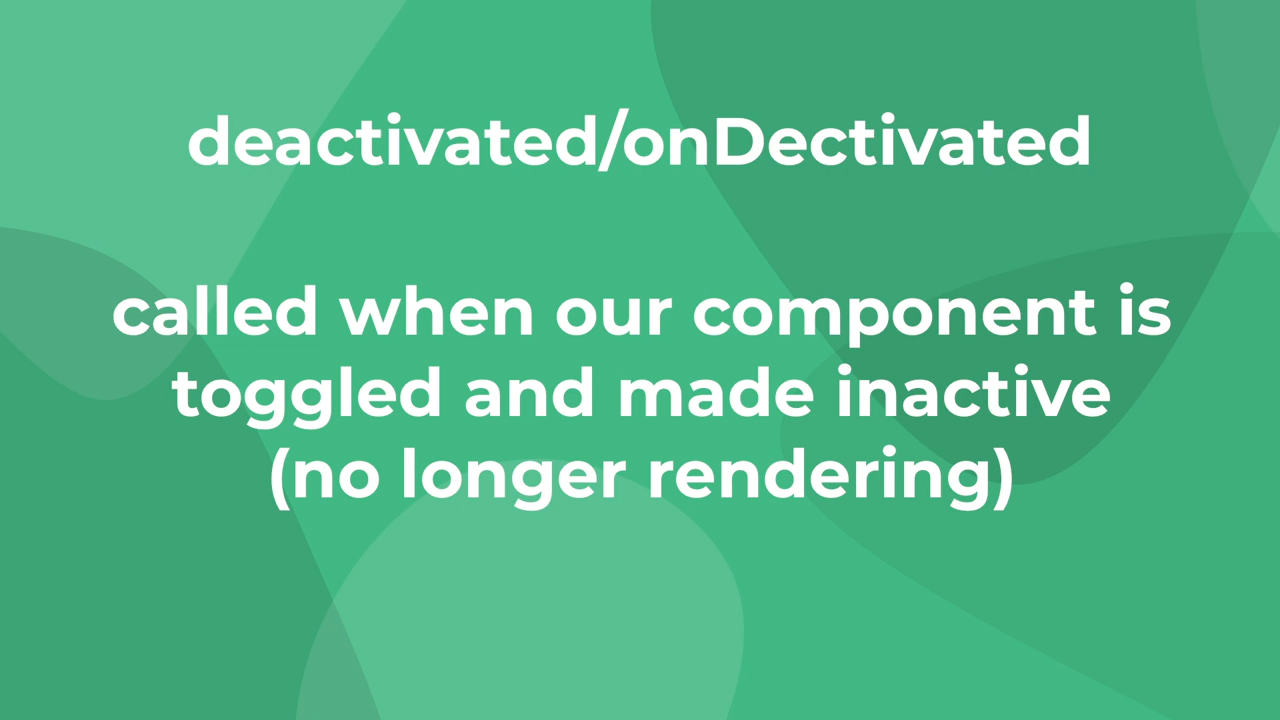 deactivated/onDectivated
called when our component is
toggled and made inactive
(no longer rendering)